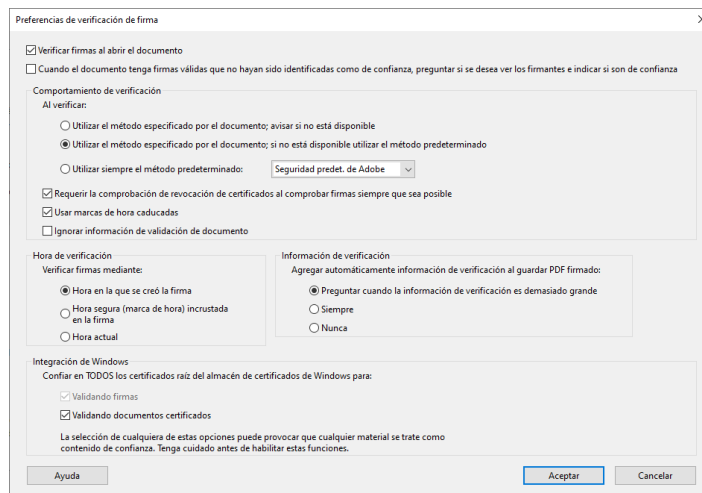 Preferencias de verificación de firma
Verificar firmas al abrir el documento
Cuando el documento tenga firmas válidas que no hayan sido identificadas como de confianza, preguntar si se desea ver los firmantes e indicar si son de confianza
Comportamiento de verificación
Al verificar:
Utilizar el método especificado por el documento; avisar si no está disponible
Utilizar el método especificado por el documento; si no está disponible utilizar el método predeterminado
Utilizar siempre el método predeterminado: Seguridad predet. de Adobe
Requerir la comprobación de revocación de certificados al comprobar firmas siempre que sea posible
Usar marcas de hora caducadas
Ignorar información de validación de documento
Hora de verificación
Verificar firmas mediante:
Hora en la que se creó la firma
Hora segura (marca de hora) incrustada
en la firma
Hora actual
Información de verificación
Agregar automáticamente información de verificación al guardar PDF firmado:
Preguntar cuando la información de verificación es demasiado grande
Siempre
Nunca
Integración de Windows
Confiar en TODOS los certificados raíz del almacén de certificados de Windows para:
Validando firmas
Validando documentos certificados
La selección de cualquiera de estas opciones puede provocar que cualquier material se trate como
contenido de confianza. Tenga cuidado antes de habilitar estas funciones.
Ayuda
Aceptar
Cancelar